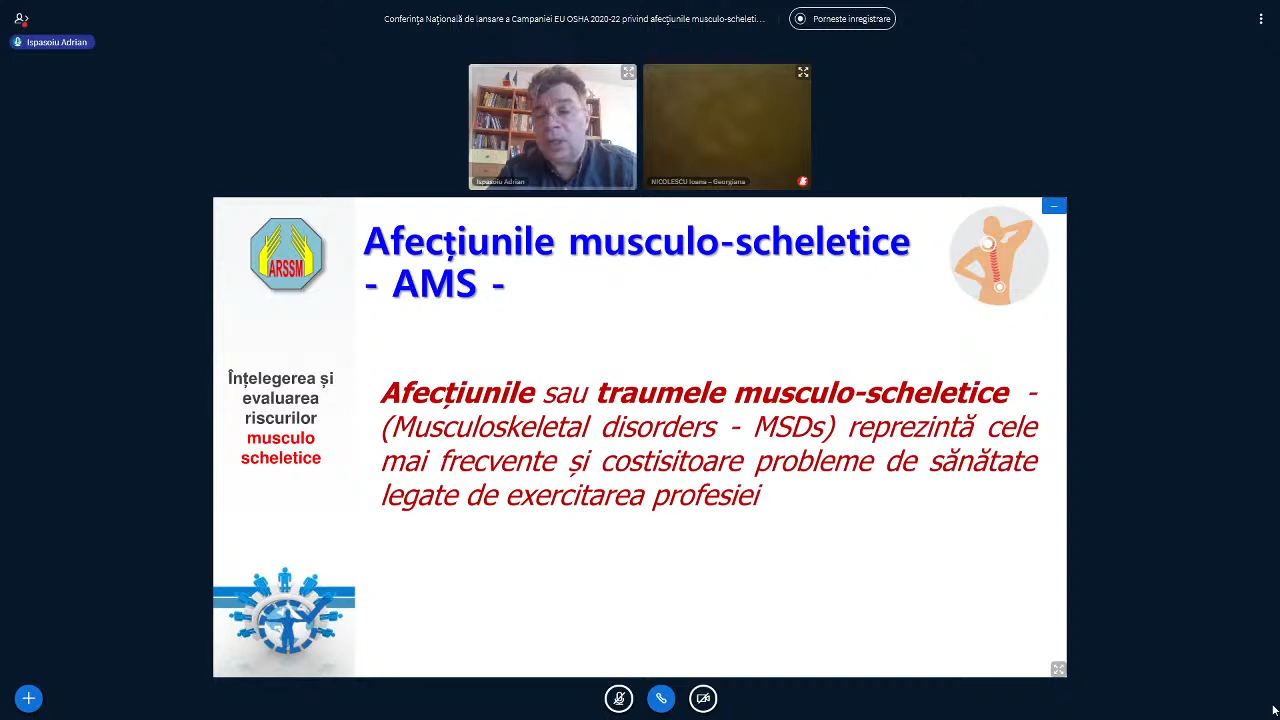 Conferința Națională de lansare a Campaniei EU OSHA 2020-22 privind afecțiunile musculo-scheleti...
Porneste inregistrare
Ispasoiu Adrian
Ispasoiu Adrian
NICOLESCU Ioana – Georgiana
ARSSM
Afecțiunile musculo-scheletice
- AMS -
Înțelegerea și
evaluarea
riscurilor
musculo
scheletice
Afecțiunile sau traumele musculo-scheletice -
(Musculoskeletal disorders - MSDs) reprezintă cele
mai frecvente și costisitoare probleme de sănătate
legate de exercitarea profesiei